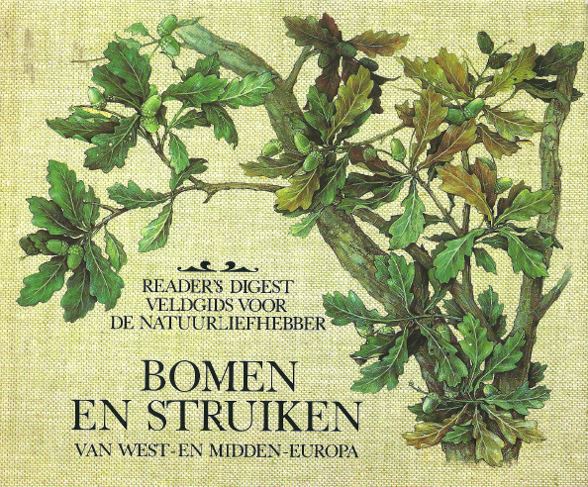 READER'S DIGEST
VELDGIDS VOOR
DE NATUURLIEFHEBBER
BOMEN
EN STRUIKEN
VAN WEST-EN MIDDEN-EUROPA